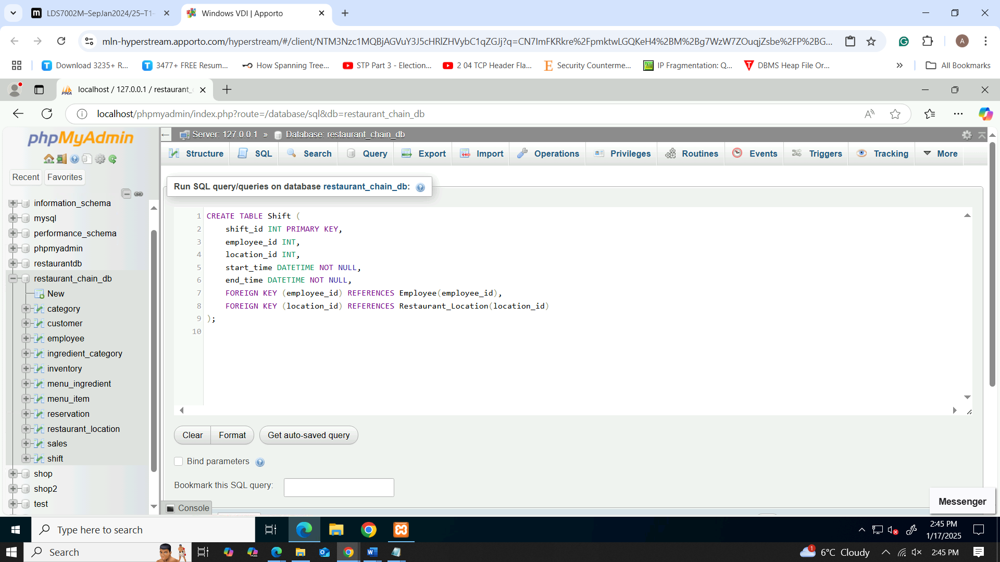 LDS7002M–SepJan2024/25–T1-
Windows VDI | Apporto
mln-hyperstream.apporto.com/hyperstream/#/client/NTM3Nzc1MQBjAGVuY3J5cHRlZHVybC1qZGJj?q=CN7ImFKRkre%2FpmktwLGQKeH4%2BM%2Bg7WzW7ZOuqjZsbe%2FP%2BG...
A
Download 3235+ R...
3477+ FREE Resum...
How Spanning Tree...
STP Part 3 - Election...
2 04 TCP Header Fla...
Security Counterme...
IP Fragmentation: Q...
DBMS Heap File Or...
All Bookmarks
localhost / 127.0.0.1 / restaurant_
localhost/phpmyadmin/index.php?route=/database/sql&db=restaurant_chain_db
phpMyAdmin
Server: 127.0.0.1 » Database: restaurant_chain_db
Structure SQL Search Query Export Import Operations Privileges Routines Events Triggers Tracking More
Recent Favorites
information_schema
mysql
performance_schema
phpmyadmin
restaurantdb
restaurant_chain_db
New
category
customer
employee
ingredient_category
inventory
menu_ingredient
menu_item
reservation
restaurant_location
sales
shift
shop
shop2
test
Run SQL query/queries on database restaurant_chain_db:
1 CREATE TABLE Shift (
2 shift_id INT PRIMARY KEY,
3 employee_id INT,
4 location_id INT,
5 start_time DATETIME NOT NULL,
6 end_time DATETIME NOT NULL,
7 FOREIGN KEY (employee_id) REFERENCES Employee(employee_id),
8 FOREIGN KEY (location_id) REFERENCES Restaurant_Location(location_id)
9 );
10
Clear Format Get auto-saved query
Bind parameters
Bookmark this SQL query:
Console
Messenger
Type here to search
2:45 PM
1/17/2025
Search
1
6°C Cloudy
2:45 PM